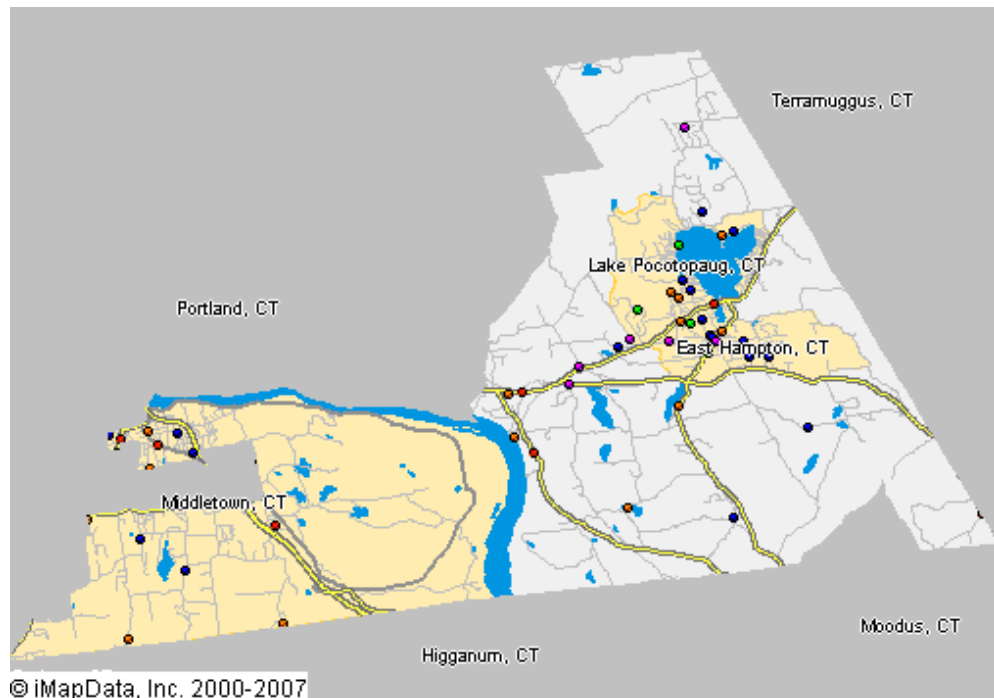 Terramuggus, CT
Lake Pocotopaug, CT
Portland, CT
East Hampton, CT
Middletown, CT
Moodus, CT
Higganum, CT
© iMapData, Inc. 2000-2007